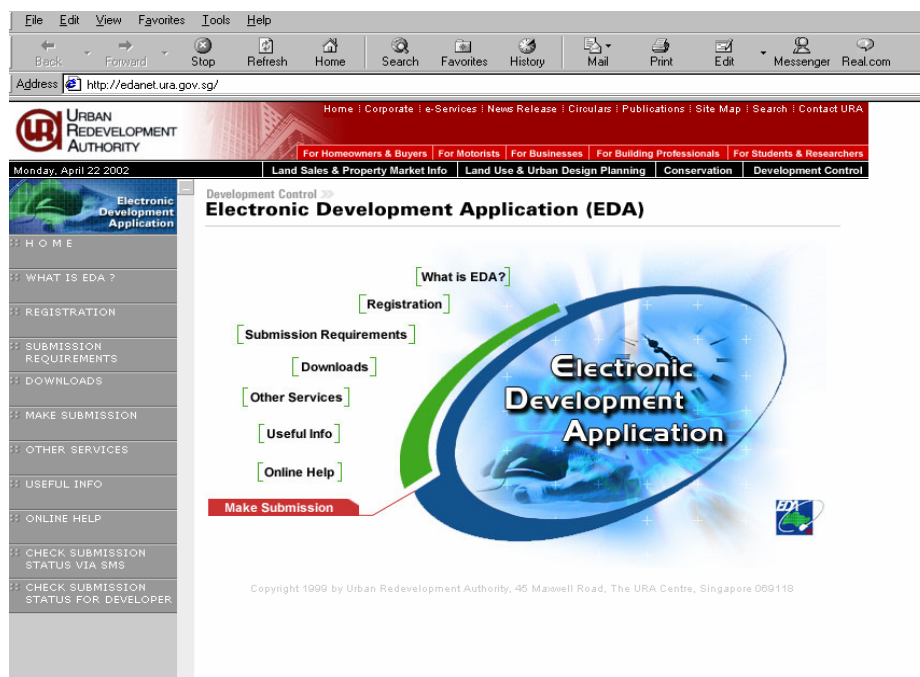 File Edit View Favorites Tools Help
Back Forward Stop Refresh Home Search Favorites History Mail Print Edit Messenger Real.com
Address http://edanet.ura.gov.sg/
URBAN
REDEVELOPMENT
AUTHORITY
Home | Corporate | e-Services | News Release | Circulars | Publications | Site Map | Search | Contact URA
For Homeowners & Buyers | For Motorists | For Businesses | For Building Professionals | For Students & Researchers
Monday, April 22 2002
Land Sales & Property Market Info | Land Use & Urban Design Planning | Conservation | Development Control
Electronic
Development
Application
HOME
WHAT IS EDA ?
REGISTRATION
SUBMISSION
REQUIREMENTS
DOWNLOADS
MAKE SUBMISSION
OTHER SERVICES
USEFUL INFO
ONLINE HELP
CHECK SUBMISSION
STATUS VIA SMS
CHECK SUBMISSION
STATUS FOR DEVELOPER
Development Control >>
Electronic Development Application (EDA)
[What is EDA?]
[Registration]
[Submission Requirements]
[Downloads]
[Other Services]
[Useful Info]
[Online Help]
Make Submission
Electronic
Development
Application
EDA
Copyright 1999 by Urban Redevelopment Authority, 45 Maxwell Road, The URA Centre, Singapore 069118